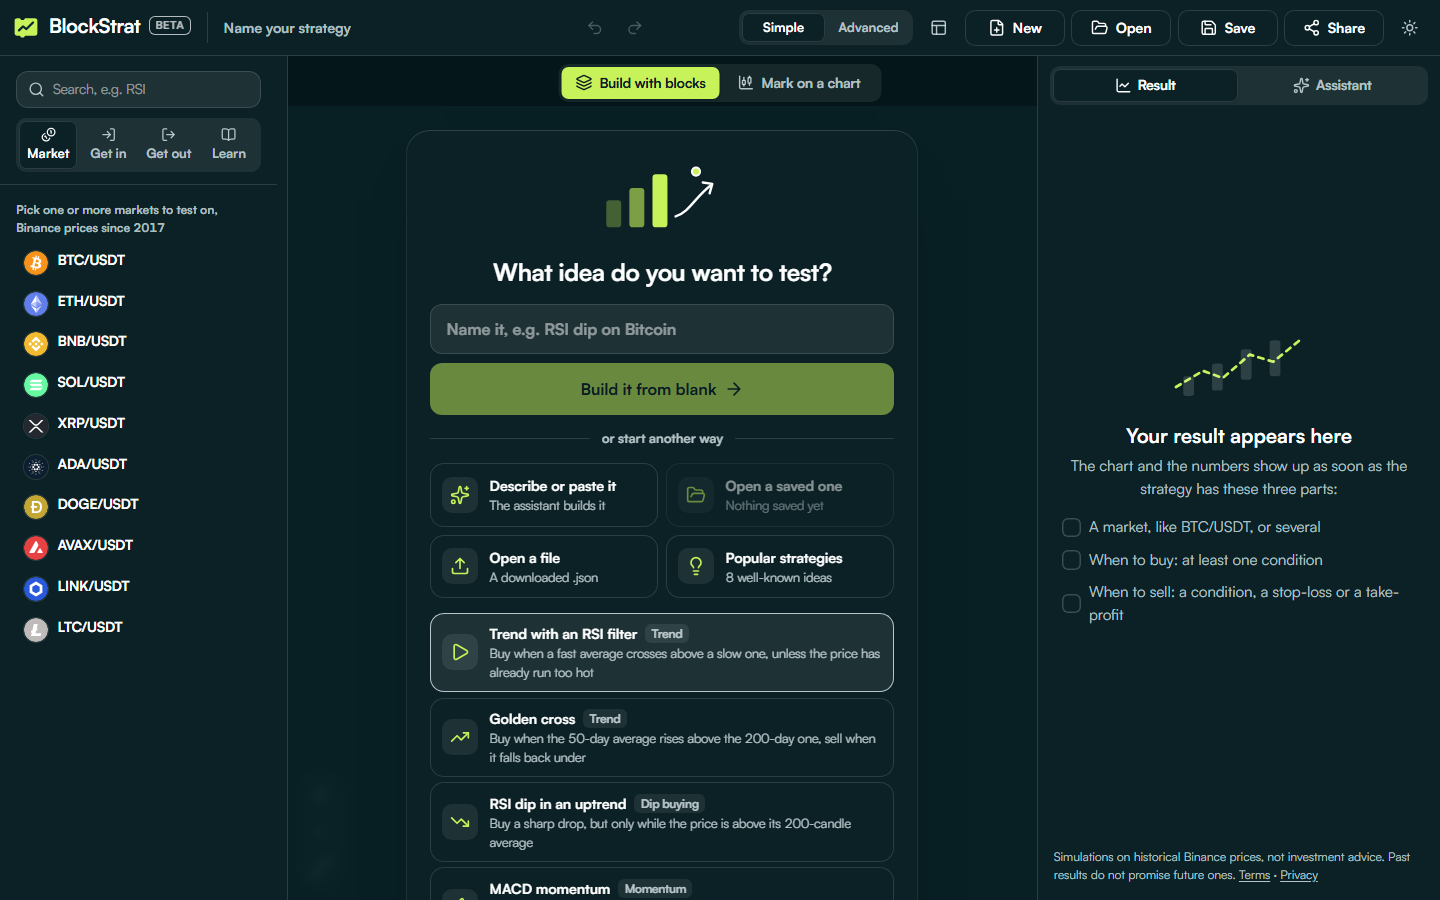 BlockStrat BETA
Name your strategy
Simple
Advanced
New
Open
Save
Share
Search, e.g. RSI
Market
Get in
Get out
Learn
Pick one or more markets to test on,
Binance prices since 2017
BTC/USDT
ETH/USDT
BNB/USDT
SOL/USDT
XRP/USDT
ADA/USDT
DOGE/USDT
AVAX/USDT
LINK/USDT
LTC/USDT
Build with blocks
Mark on a chart
What idea do you want to test?
Name it, e.g. RSI dip on Bitcoin
Build it from blank
or start another way
Describe or paste it
The assistant builds it
Open a saved one
Nothing saved yet
Open a file
A downloaded .json
Popular strategies
8 well-known ideas
Trend with an RSI filter Trend
Buy when a fast average crosses above a slow one, unless the price has
already run too hot
Golden cross Trend
Buy when the 50-day average rises above the 200-day one, sell when
it falls back under
RSI dip in an uptrend Dip buying
Buy a sharp drop, but only while the price is above its 200-candle
average
MACD momentum Momentum
Result
Assistant
Your result appears here
The chart and the numbers show up as soon as the
strategy has these three parts:
A market, like BTC/USDT, or several
When to buy: at least one condition
When to sell: a condition, a stop-loss or a take-
profit
Simulations on historical Binance prices, not investment advice. Past
results do not promise future ones. Terms · Privacy